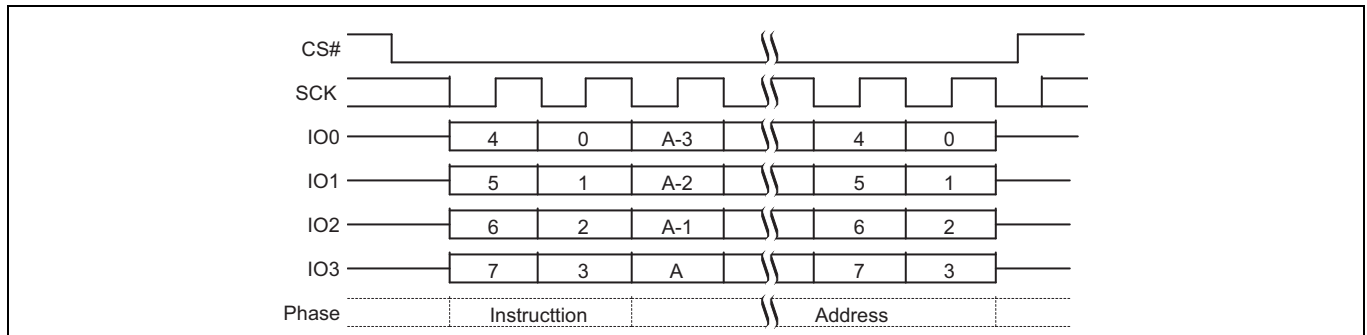 CS#
SCK
IO0 4 0 A-3 4 0
IO1 5 1 A-2 5 1
IO2 6 2 A-1 6 2
IO3 7 3 A 7 3
Phase Instructtion Address